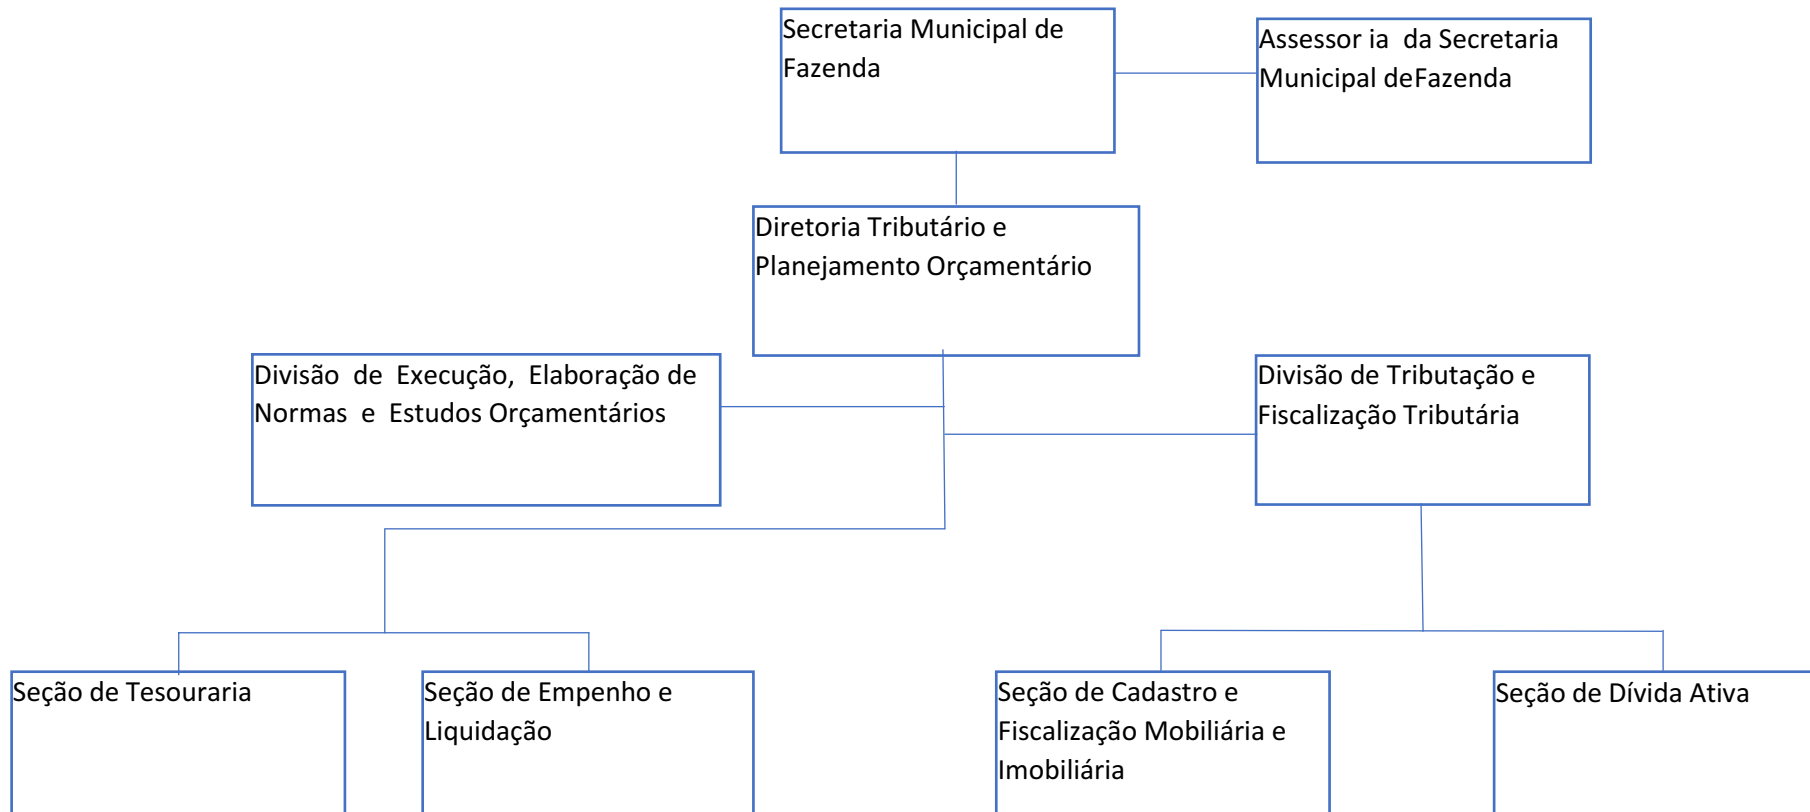 Secretaria Municipal de
Fazenda
Assessor ia da Secretaria
Municipal deFazenda
Diretoria Tributário e
Planejamento Orçamentário
Divisão de Execução, Elaboração de
Normas e Estudos Orçamentários
Divisão de Tributação e
Fiscalização Tributária
Seção de Tesouraria
Seção de Empenho e
Liquidação
Seção de Cadastro e
Fiscalização Mobiliária e
Imobiliária
Seção de Dívida Ativa